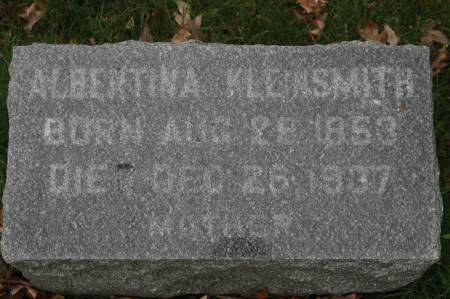 ALBERTINA KLEINSMITH
BORN AUG 28 1853
DIED DEC 26, 1937
MOTHER